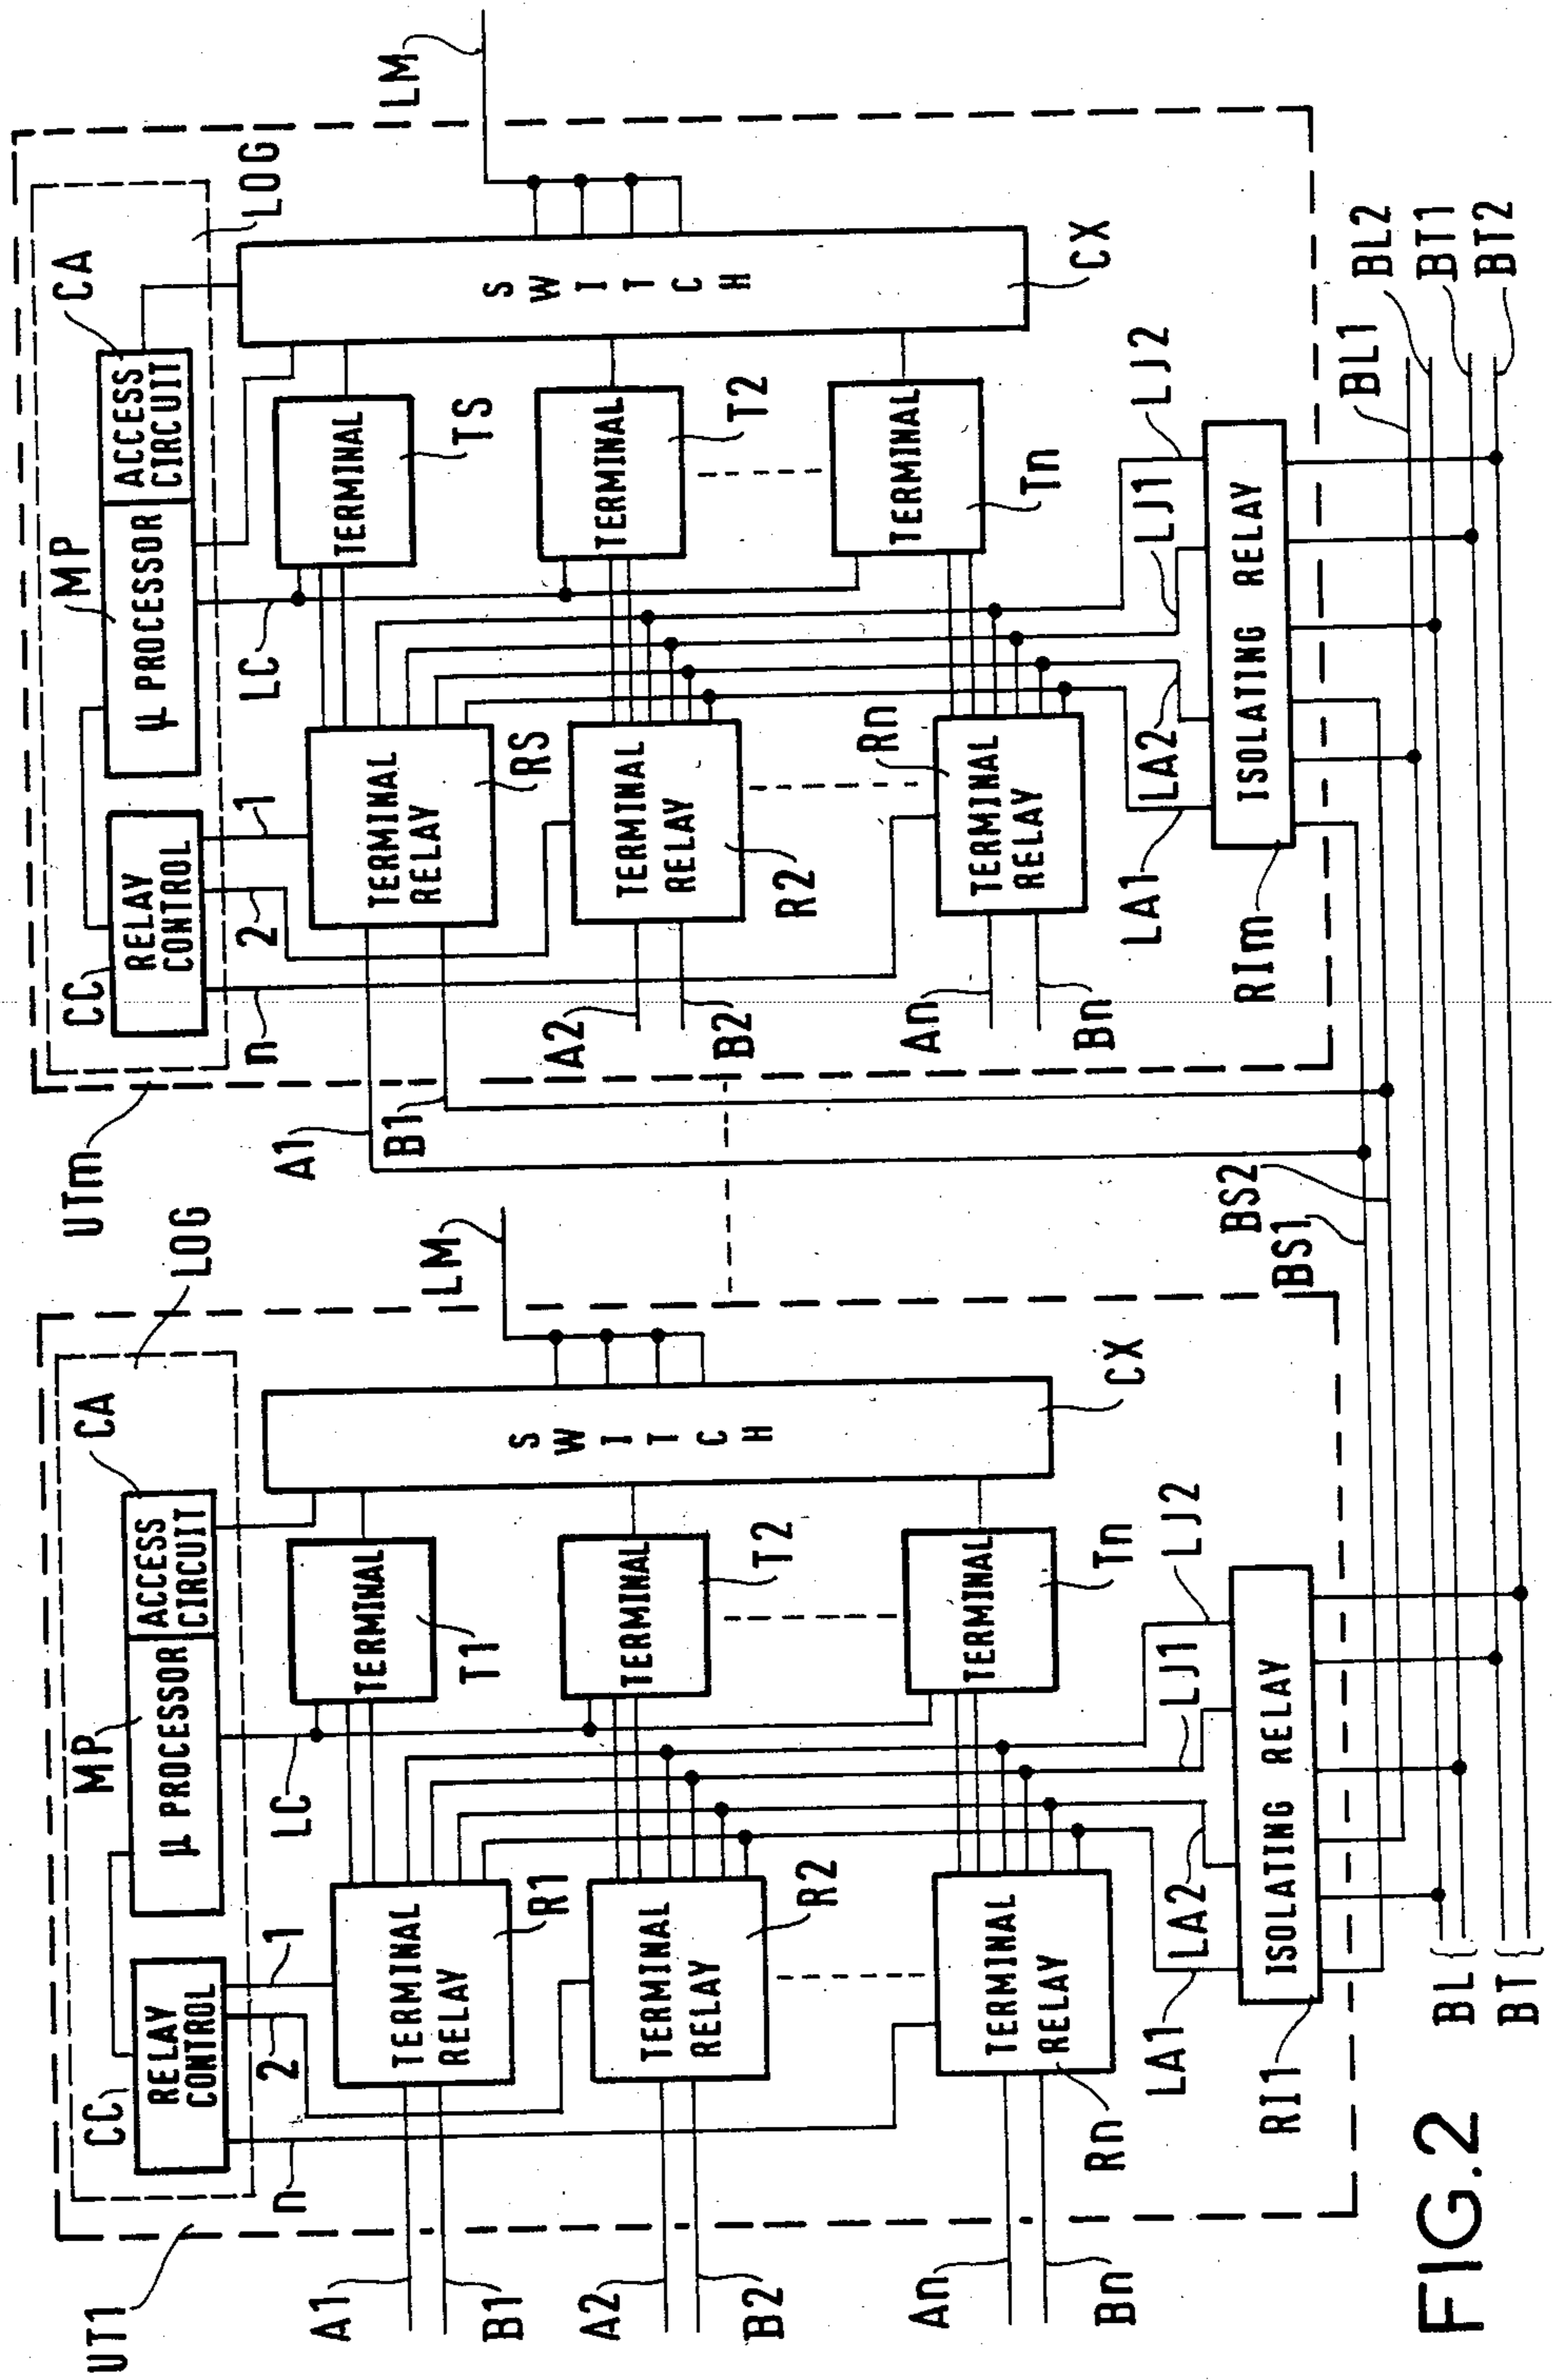 UT1
CC
MP
CA
LOG
RELAY
CONTROL
µ PROCESSOR
ACCESS
CIRCUIT
n
2
1
LC
LM
A1
B1
TERMINAL
RELAY
R1
TERMINAL
T1
SWITCH
CX
A2
B2
TERMINAL
RELAY
R2
TERMINAL
T2
An
Bn
TERMINAL
RELAY
Rn
TERMINAL
Tn
LA1
LA2
LJ1
LJ2
ISOLATING RELAY
RI1
UTm
CC
MP
CA
LOG
RELAY
CONTROL
µ PROCESSOR
ACCESS
CIRCUIT
n
2
1
LC
LM
A1
B1
TERMINAL
RELAY
RS
TERMINAL
TS
SWITCH
CX
A2
B2
TERMINAL
RELAY
R2
TERMINAL
T2
An
Bn
TERMINAL
RELAY
Rn
TERMINAL
Tn
LA1
LA2
LJ1
LJ2
ISOLATING RELAY
RIm
BS2
BS1
BL1
BL2
BT1
BT2
BL
BT
FIG.2